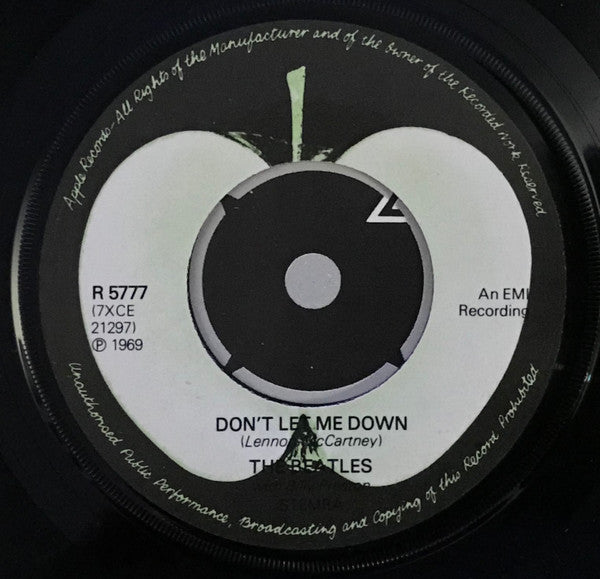 Apple Records-All Rights of the Manufacturer and of the Owner of the Recorded Work Reserved
R 5777
(7XCE
21297)
℗ 1969
An EMI
Recording
DON'T LET ME DOWN
(Lennon-McCartney)
THE BEATLES
STEMRA
Unauthorised Public Performance, Broadcasting and Copying of this Record Prohibited